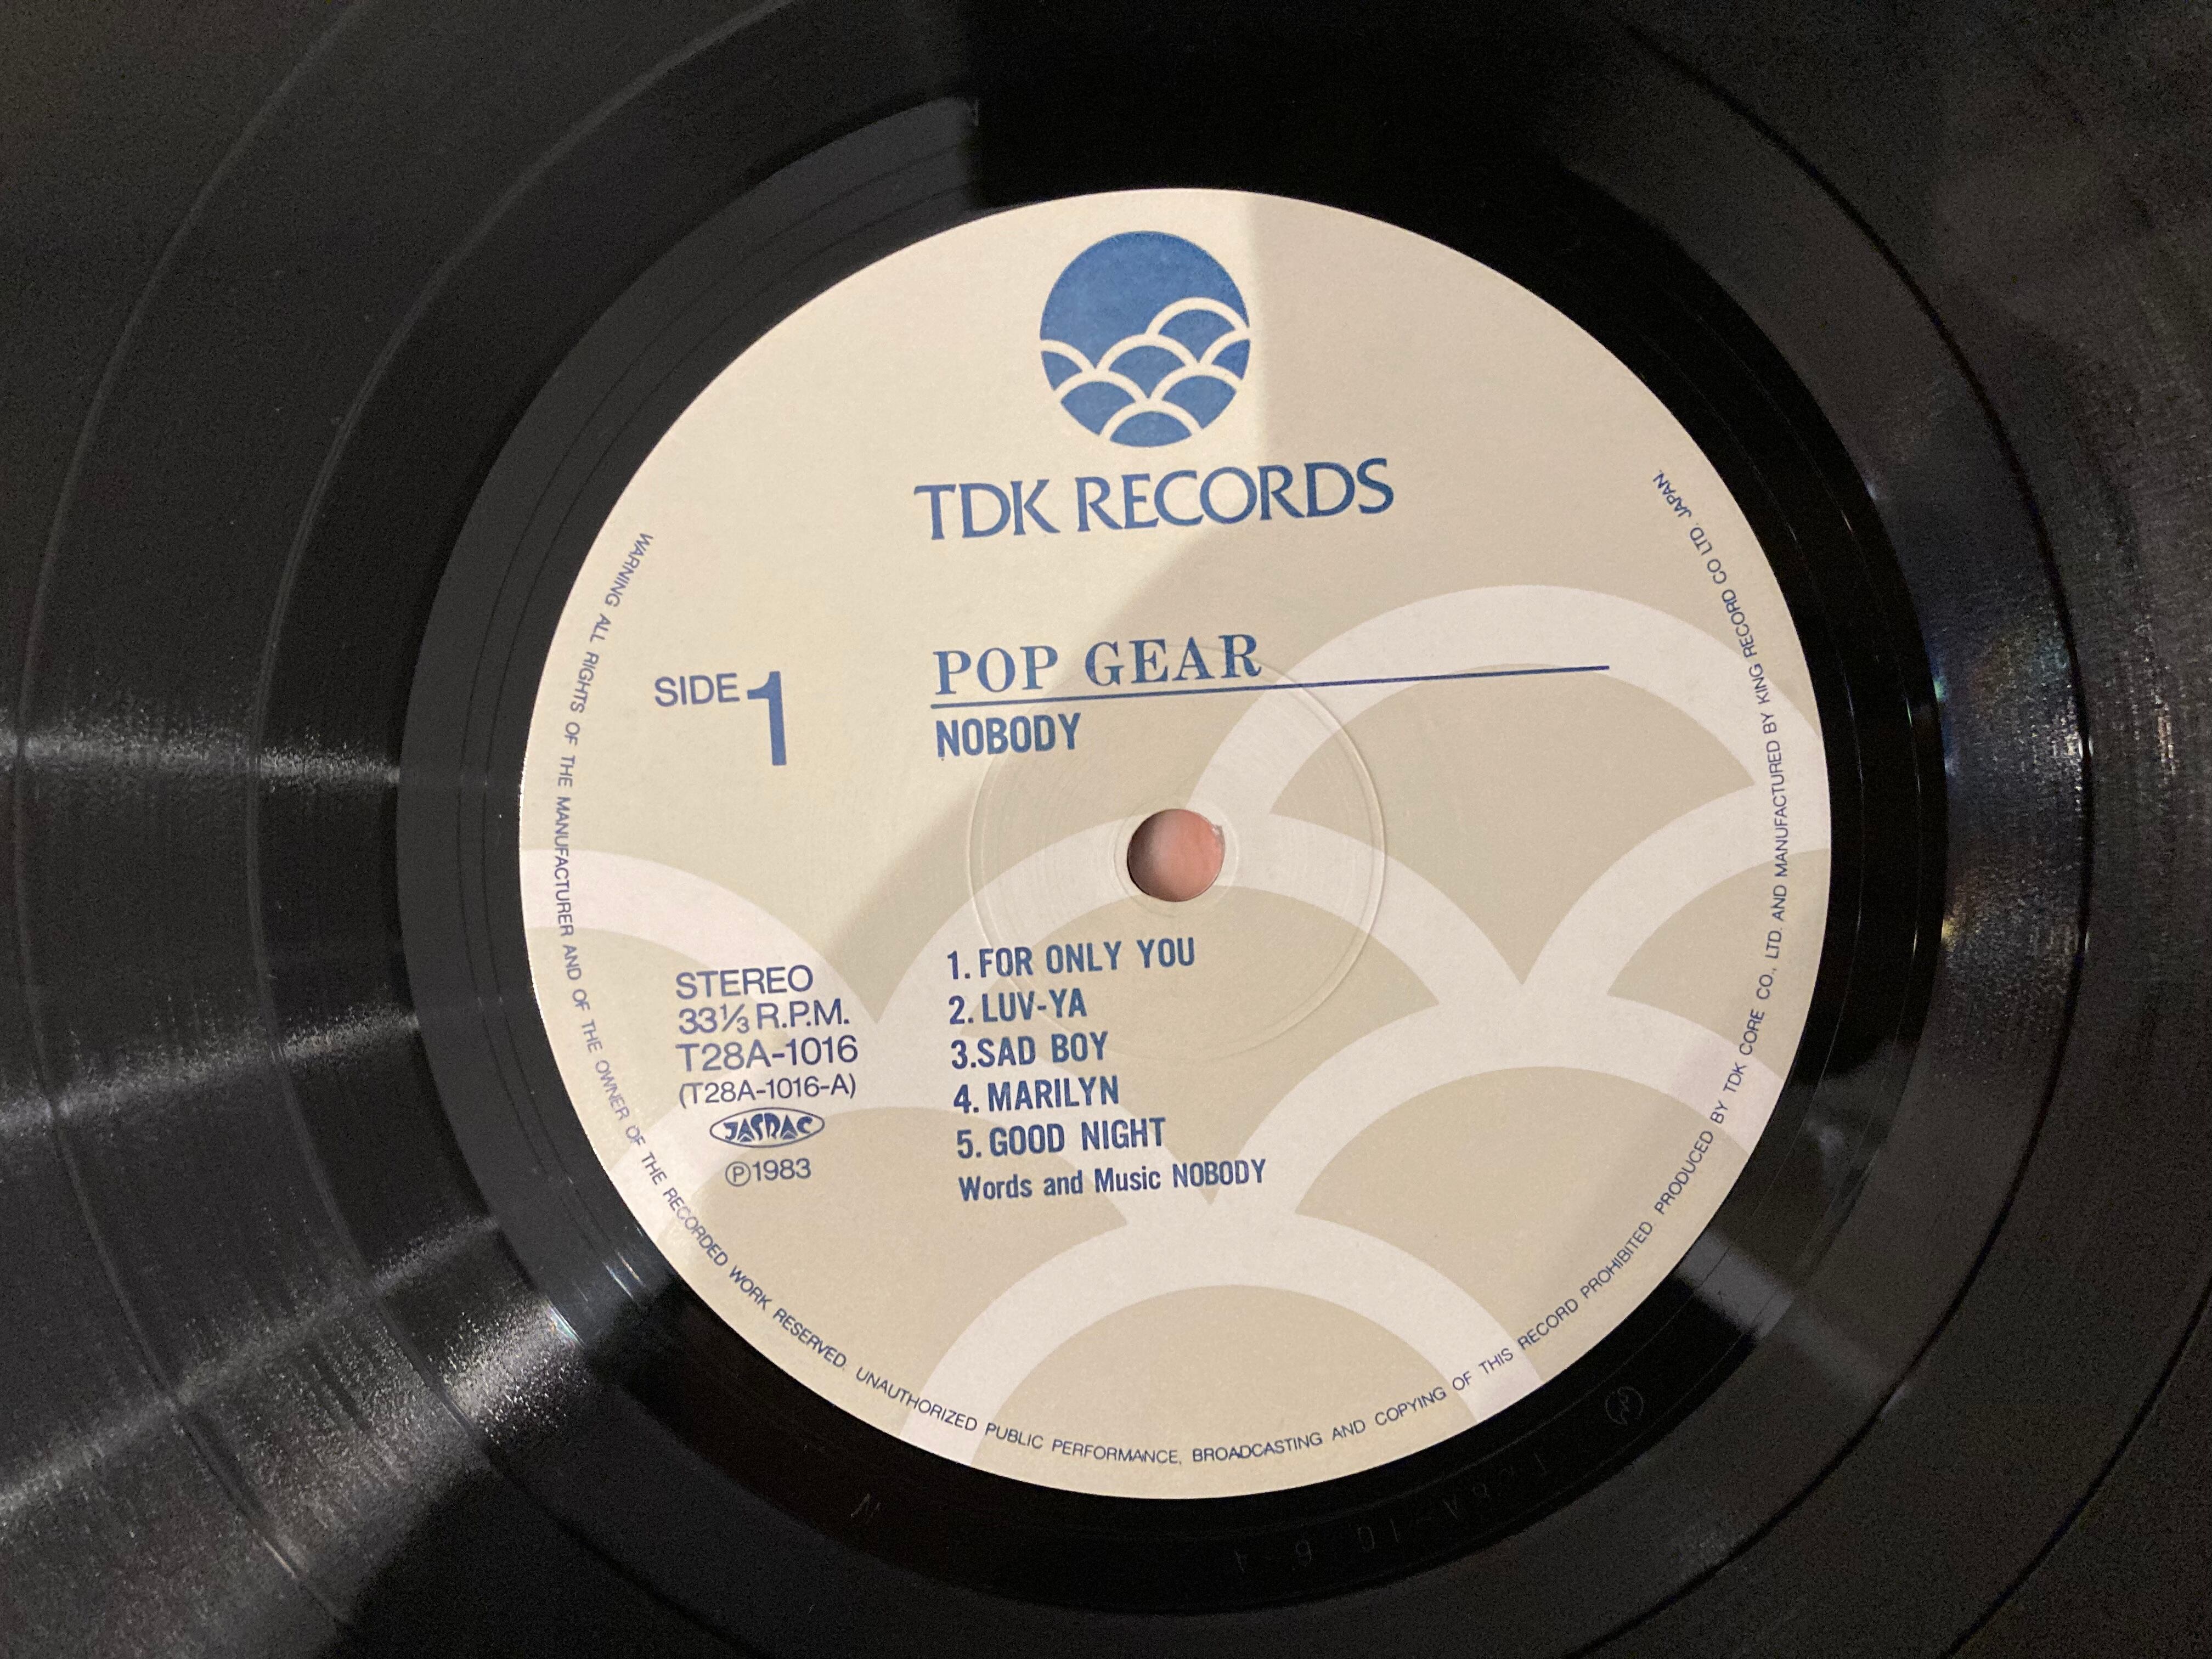 TDK RECORDS
SIDE 1
POP GEAR
NOBODY
STEREO
33⅓ R.P.M.
T28A-1016
(T28A-1016-A)
JASRAC
Ⓟ1983
1. FOR ONLY YOU
2. LUV-YA
3.SAD BOY
4. MARILYN
5. GOOD NIGHT
Words and Music NOBODY
WARNING ALL RIGHTS OF THE MANUFACTURER AND OF THE OWNER OF THE RECORDED WORK RESERVED. UNAUTHORIZED PUBLIC PERFORMANCE, BROADCASTING AND COPYING OF THIS RECORD PROHIBITED. PRODUCED BY TDK CORE CO., LTD. AND MANUFACTURED BY KING RECORD CO LTD. JAPAN.